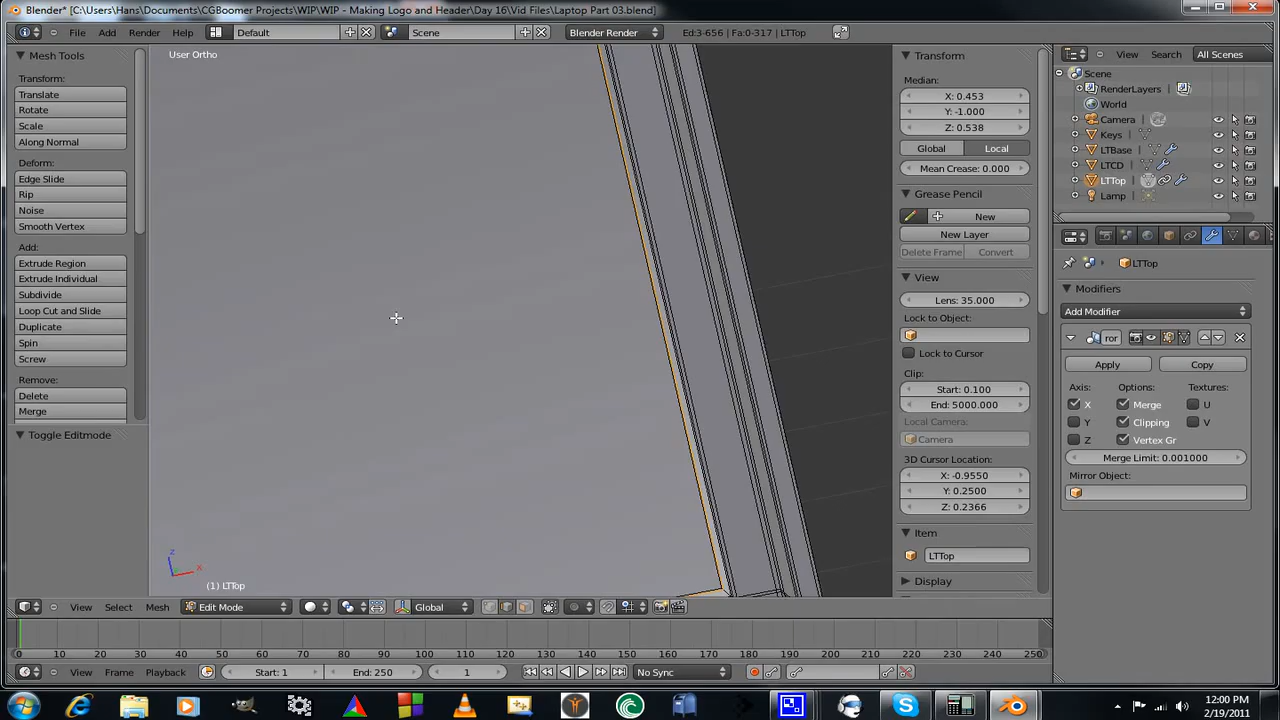 Blender* [C:\Users\Hans\Documents\CGBoomer Projects\WIP\WIP - Making Logo and Header\Day 16\Vid Files\Laptop Part 03.blend]
File Add Render Help Default Scene Blender Render Ed:3-656 | Fa:0-317 | LTTop
Mesh Tools
Transform:
Translate
Rotate
Scale
Along Normal
Deform:
Edge Slide
Rip
Noise
Smooth Vertex
Add:
Extrude Region
Extrude Individual
Subdivide
Loop Cut and Slide
Duplicate
Spin
Screw
Remove:
Delete
Merge
Toggle Editmode
User Ortho
z
x
(1) LTTop
Transform
Median:
X: 0.453
Y: -1.000
Z: 0.538
Global Local
Mean Crease: 0.000
Grease Pencil
New
New Layer
Delete Frame Convert
View
Lens: 35.000
Lock to Object:
Lock to Cursor
Clip:
Start: 0.100
End: 5000.000
Local Camera:
Camera
3D Cursor Location:
X: -0.9550
Y: 0.2500
Z: 0.2366
Item
LTTop
Display
View Search All Scenes
Scene
RenderLayers
World
Camera
Keys
LTBase
LTCD
LTTop
Lamp
LTTop
Modifiers
Add Modifier
ror
Apply Copy
Axis: Options: Textures:
X Merge U
Y Clipping V
Z Vertex Gr
Merge Limit: 0.001000
Mirror Object:
View Select Mesh Edit Mode Global
0 10 20 30 40 50 60 70 80 90 100 110 120 130 140 150 160 170 180 190 200 210 220 230 240 250
View Frame Playback Start: 1 End: 250 1 No Sync
12:00 PM
2/19/2011